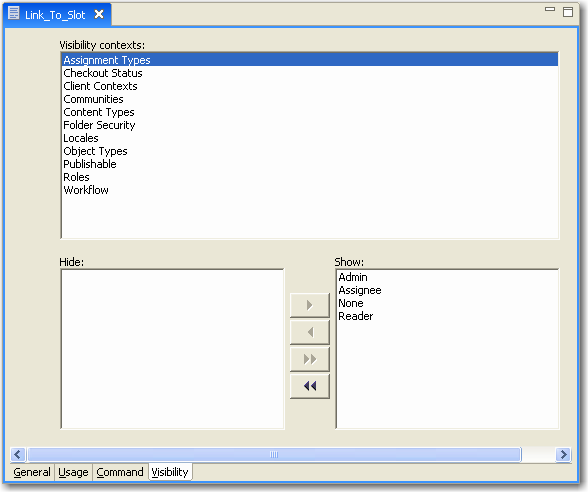 Link_To_Slot
Visibility contexts:
Assignment Types
Checkout Status
Client Contexts
Communities
Content Types
Folder Security
Locales
Object Types
Publishable
Roles
Workflow
Hide:
Show:
Admin
Assignee
None
Reader
General Usage Command Visibility